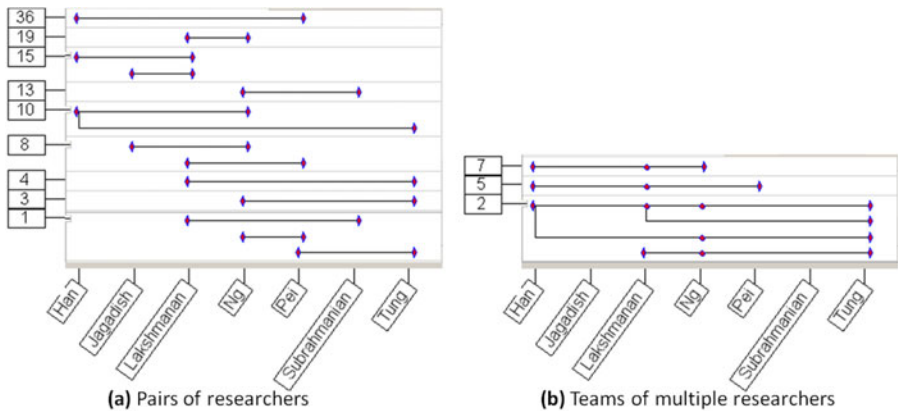 36
19
15
13
10
8
4
3
1
Han
Jagadish
Lakshmanan
Ng
Pei
Subrahmanian
Tung
(a) Pairs of researchers
7
5
2
Han
Jagadish
Lakshmanan
Ng
Pei
Subrahmanian
Tung
(b) Teams of multiple researchers